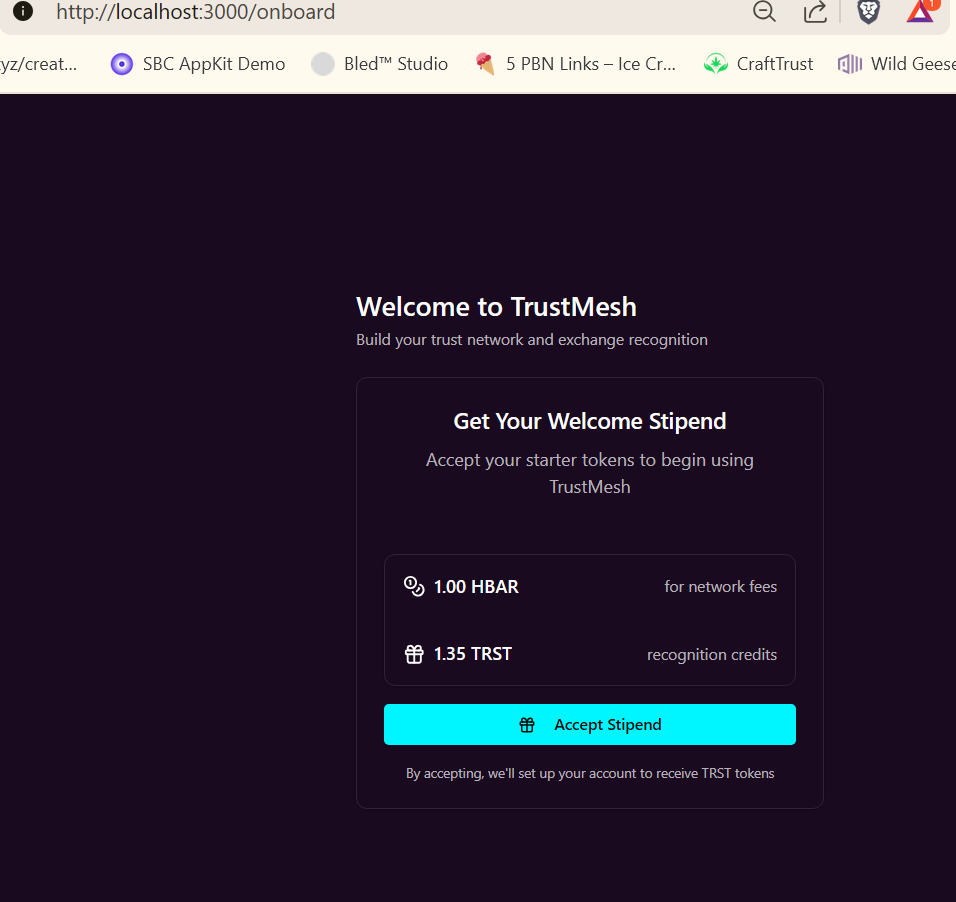 http://localhost:3000/onboard
1
yz/creat...
SBC AppKit Demo
Bled™ Studio
5 PBN Links – Ice Cr...
CraftTrust
Wild Geese
Welcome to TrustMesh
Build your trust network and exchange recognition
Get Your Welcome Stipend
Accept your starter tokens to begin using
TrustMesh
1.00 HBAR
for network fees
1.35 TRST
recognition credits
Accept Stipend
By accepting, we'll set up your account to receive TRST tokens